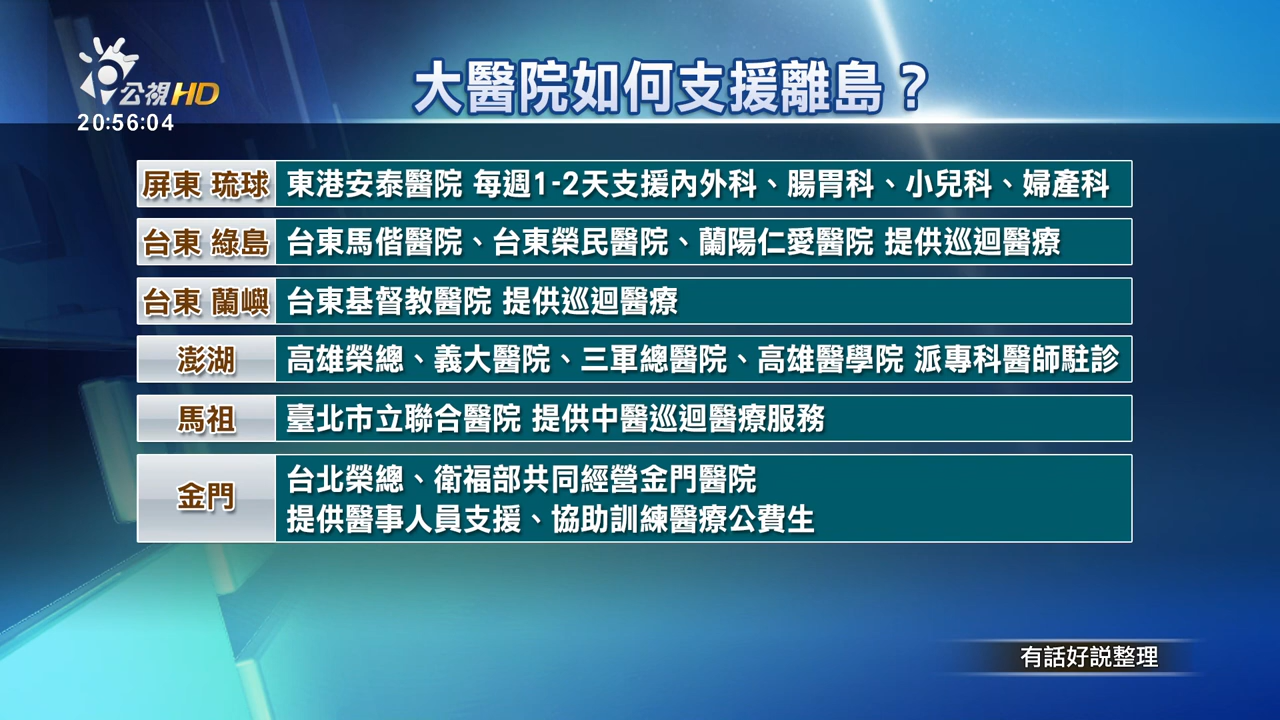 公視HD
20:56:04
大醫院如何支援離島？
屏東 琉球
東港安泰醫院 每週1-2天支援內外科、腸胃科、小兒科、婦產科
台東 綠島
台東馬偕醫院、台東榮民醫院、蘭陽仁愛醫院 提供巡迴醫療
台東 蘭嶼
台東基督教醫院 提供巡迴醫療
澎湖
高雄榮總、義大醫院、三軍總醫院、高雄醫學院 派專科醫師駐診
馬祖
臺北市立聯合醫院 提供中醫巡迴醫療服務
金門
台北榮總、衛福部共同經營金門醫院
提供醫事人員支援、協助訓練醫療公費生
有話好説整理